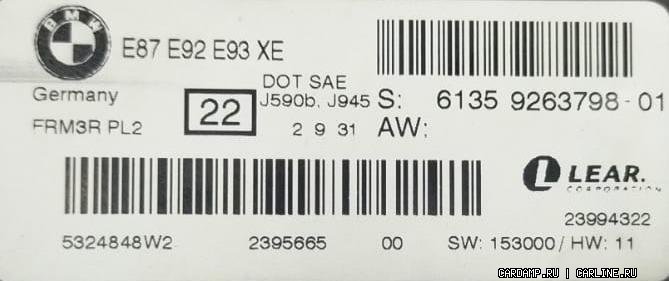 BMW
E87 E92 E93 XE
DOT SAE
Germany
22
J590b, J945
S: 6135 9263798-01
FRM3R PL2
2 9 31
AW:
L LEAR.
CORPORATION
23994322
5324848W2 2395665 00 SW: 153000/ HW: 11
CARDAMP.RU | CARLINE.RU